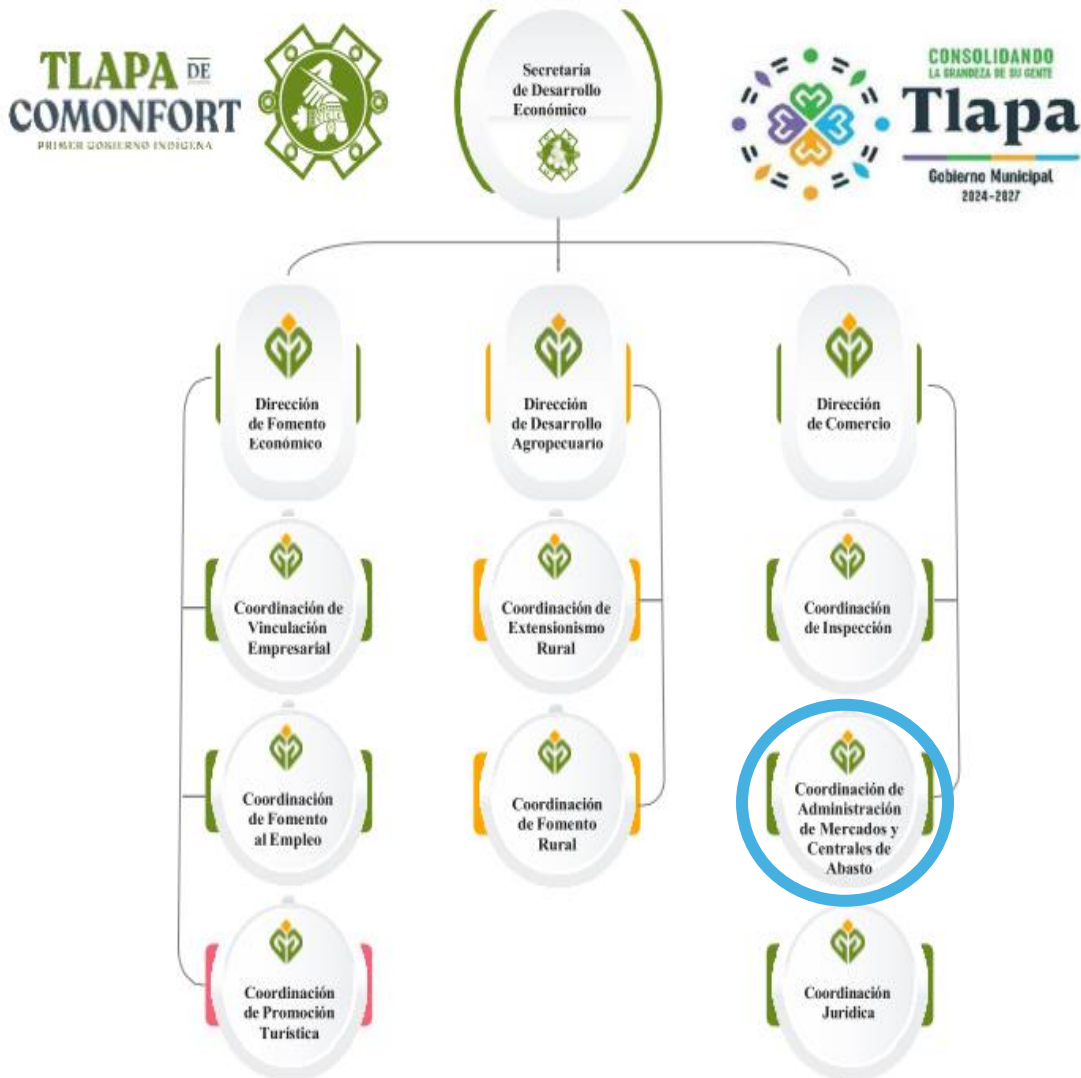 TLAPA DE
COMONFORT
PRIMER GOBIERNO INDÍGENA
Secretaría
de Desarrollo
Económico
CONSOLIDANDO
LA GRANDEZA DE SU GENTE
Tlapa
Gobierno Municipal
2024-2027
Dirección
de Fomento
Económico
Dirección
de Desarrollo
Agropecuario
Dirección
de Comercio
Coordinación de
Vinculación
Empresarial
Coordinación de
Extensionismo
Rural
Coordinación
de Inspección
Coordinación
de Fomento
al Empleo
Coordinación
de Fomento
Rural
Coordinación de
Administración
de Mercados y
Centrales de
Abasto
Coordinación
de Promoción
Turística
Coordinación
Jurídica